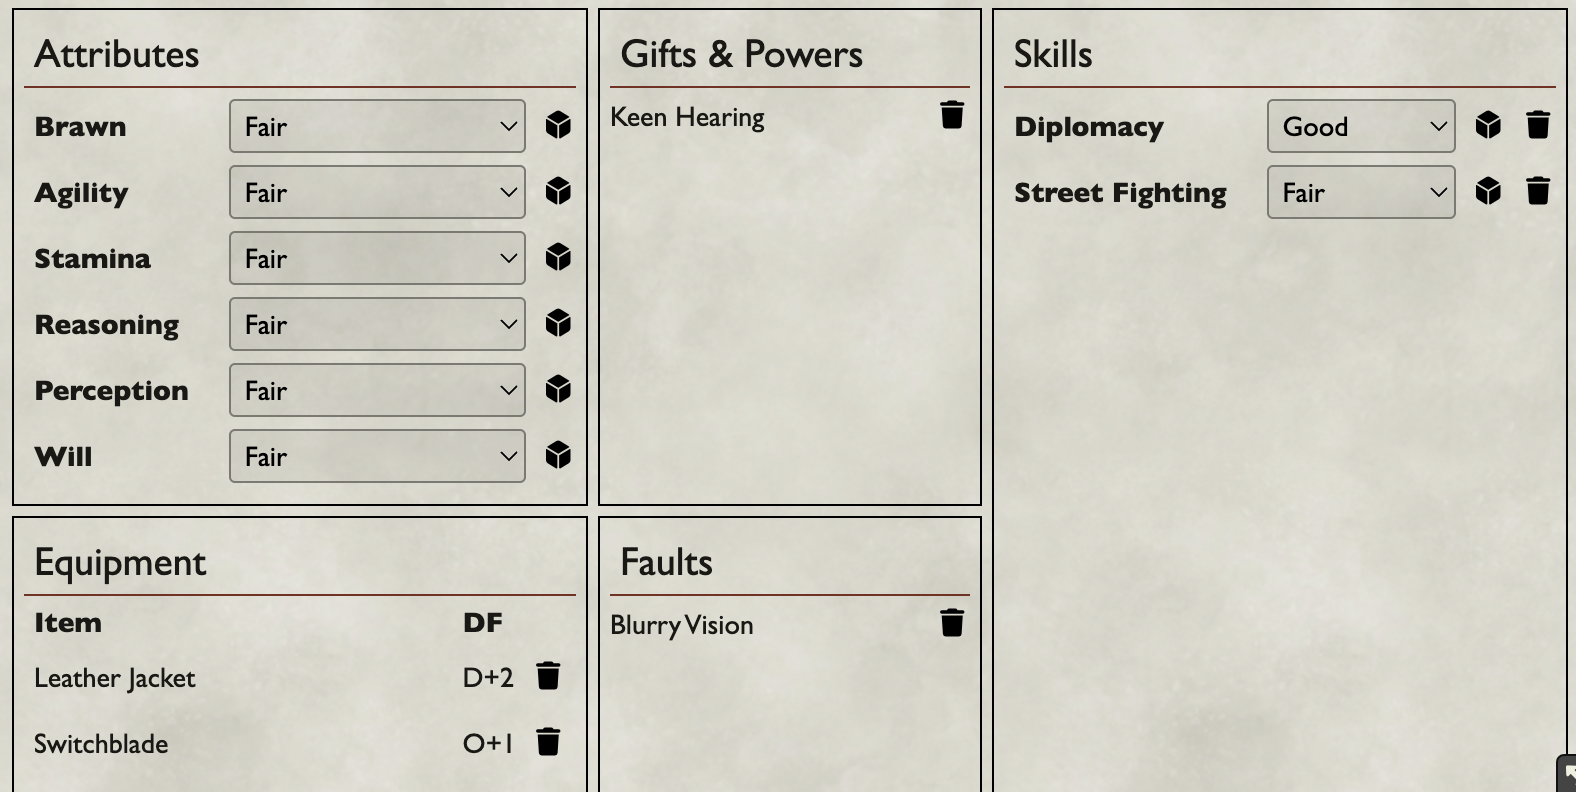 Attributes
Brawn Fair
Agility Fair
Stamina Fair
Reasoning Fair
Perception Fair
Will Fair
Gifts & Powers
Keen Hearing
Skills
Diplomacy Good
Street Fighting Fair
Equipment
Item DF
Leather Jacket D+2
Switchblade O+1
Faults
Blurry Vision